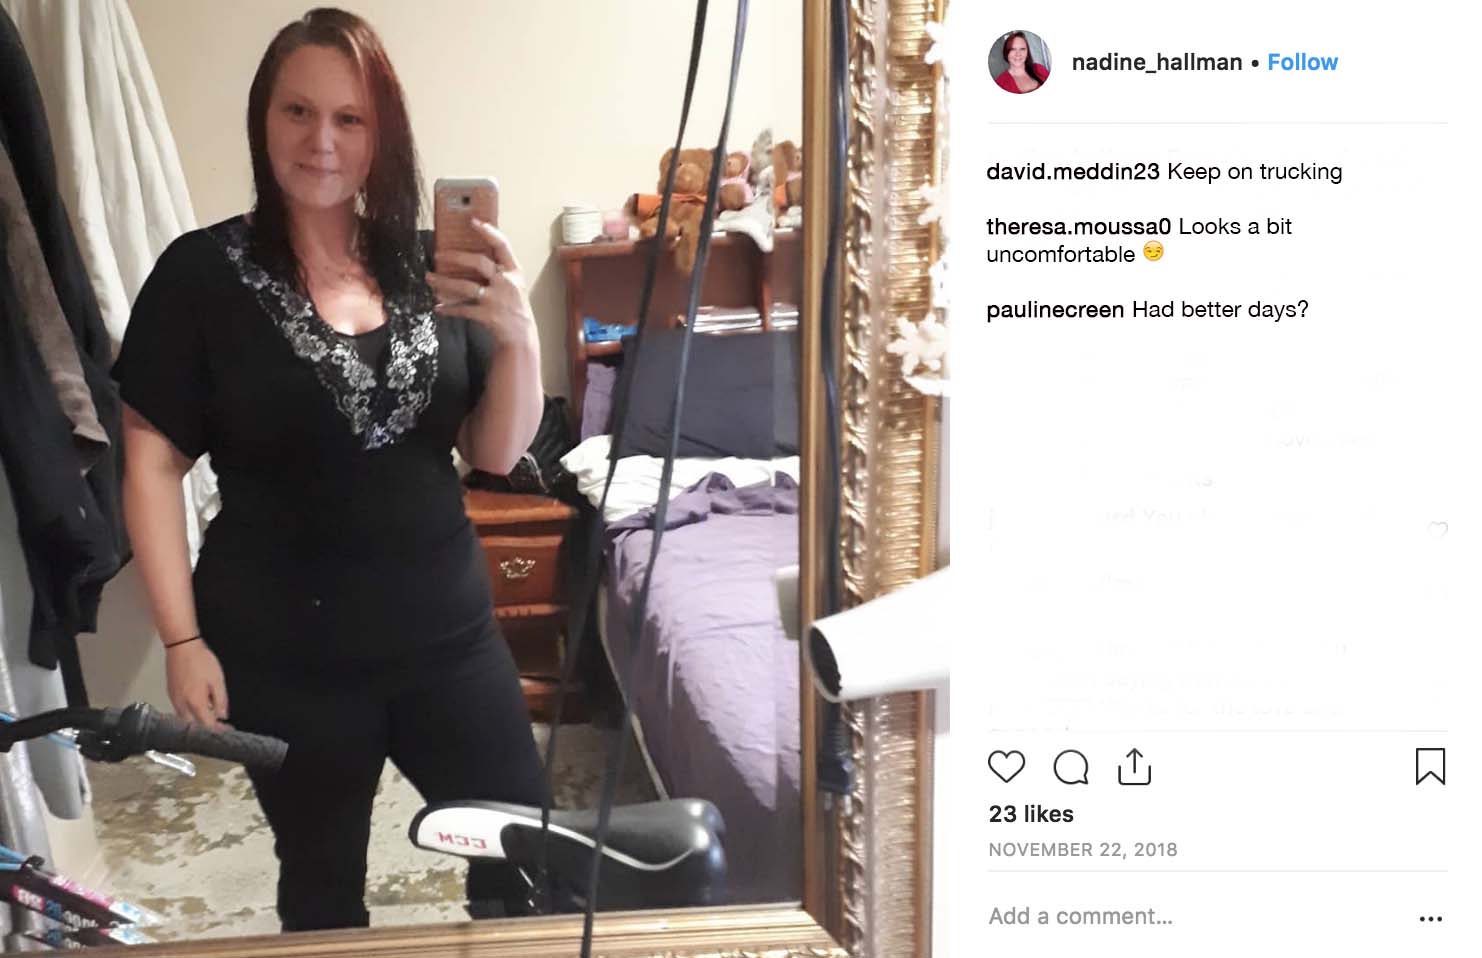 nadine_hallman • Follow
david.meddin23 Keep on trucking
theresa.moussa0 Looks a bit
uncomfortable 😏
paulinecreen Had better days?
23 likes
NOVEMBER 22, 2018
Add a comment...
CCM